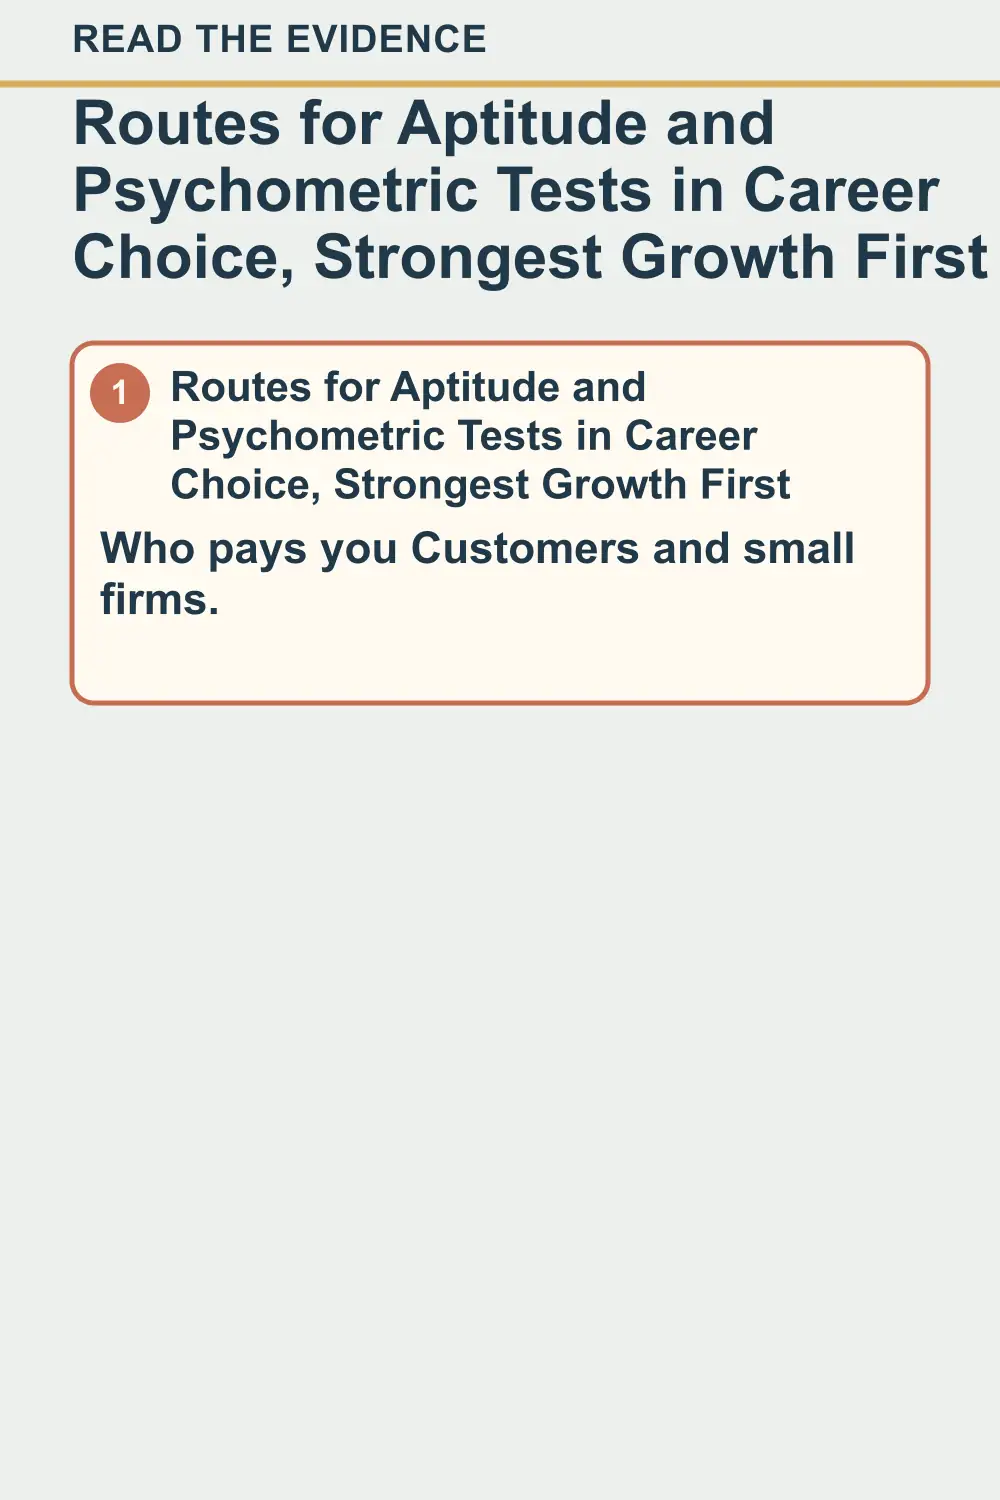 READ THE EVIDENCE
Routes for Aptitude and
Psychometric Tests in Career
Choice, Strongest Growth First
1
Routes for Aptitude and
Psychometric Tests in Career
Choice, Strongest Growth First
Who pays you Customers and small
firms.